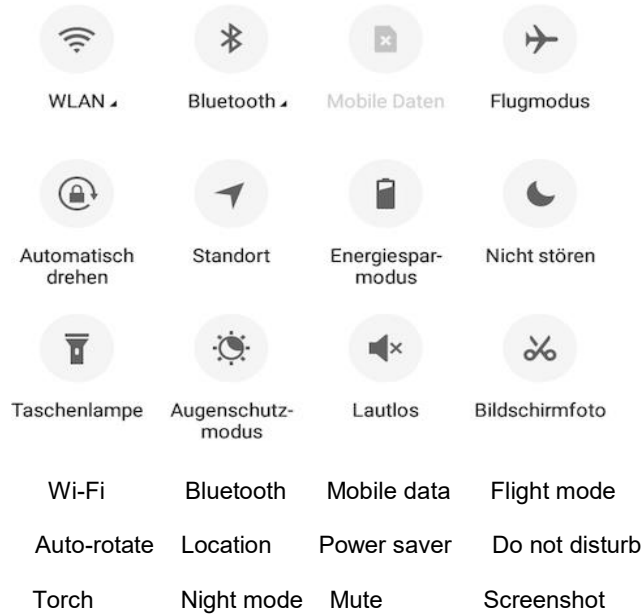 WLAN Bluetooth Mobile Daten Flugmodus
Automatisch drehen Standort Energiespar-modus Nicht stören
Taschenlampe Augenschutz-modus Lautlos Bildschirmfoto
Wi-Fi Bluetooth Mobile data Flight mode
Auto-rotate Location Power saver Do not disturb
Torch Night mode Mute Screenshot